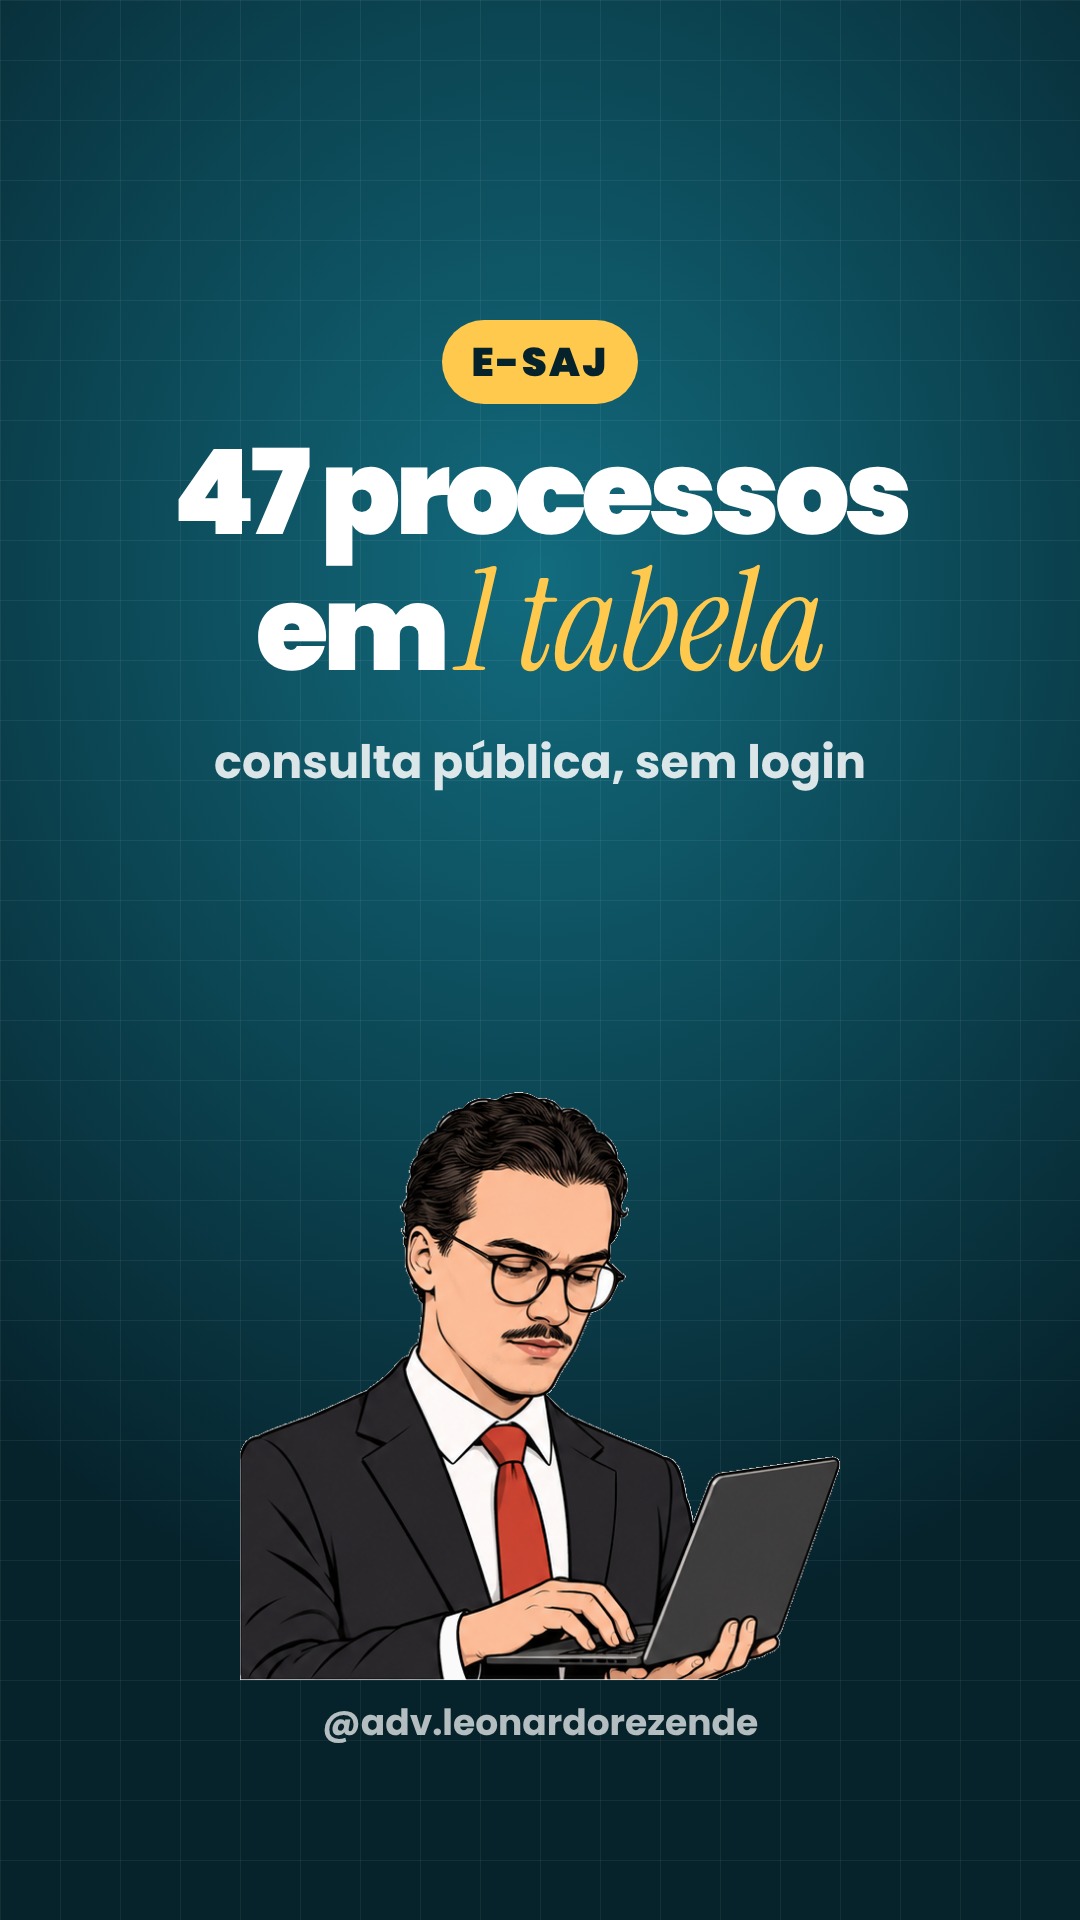 E-SAJ
47 processos
em 1 tabela
consulta pública, sem login
@adv.leonardorezende